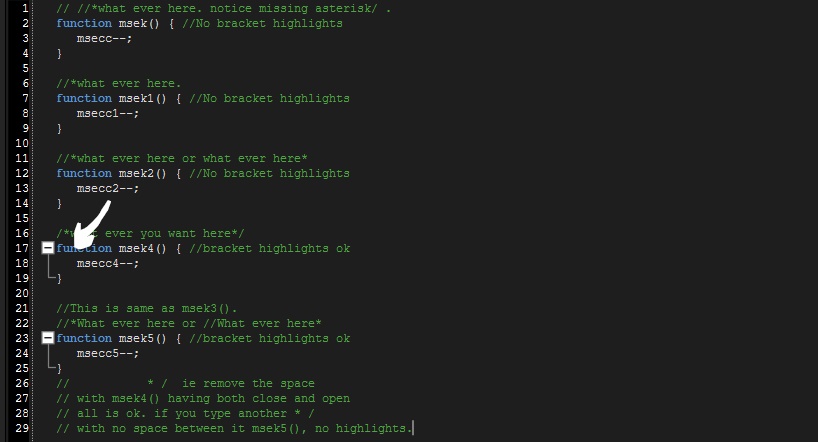 1 // //*what ever here. notice missing asterisk/ .
2 function msek() { //No bracket highlights
3 msecc--;
4 }
5
6 //*what ever here.
7 function msek1() { //No bracket highlights
8 msecc1--;
9 }
10
11 //*what ever here or what ever here*
12 function msek2() { //No bracket highlights
13 msecc2--;
14 }
15
16 /*what ever you want here*/
17 function msek4() { //bracket highlights ok
18 msecc4--;
19 }
20
21 //This is same as msek3().
22 //*What ever here or //What ever here*
23 function msek5() { //bracket highlights ok
24 msecc5--;
25 }
26 // * / ie remove the space
27 // with msek4() having both close and open
28 // all is ok. if you type another * /
29 // with no space between it msek5(), no highlights.